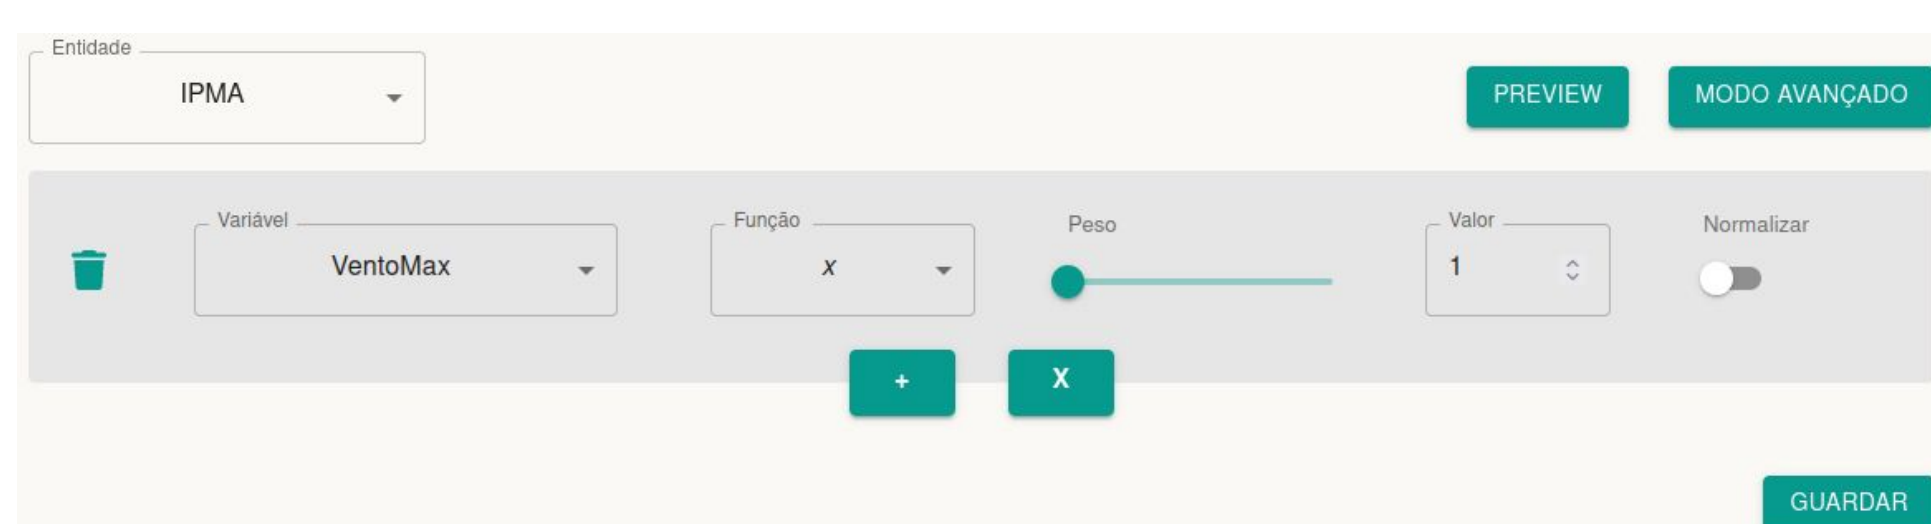 Entidade
IPMA
PREVIEW
MODO AVANÇADO
Variável
VentoMax
Função
x
Peso
Valor
1
Normalizar
+
X
GUARDAR